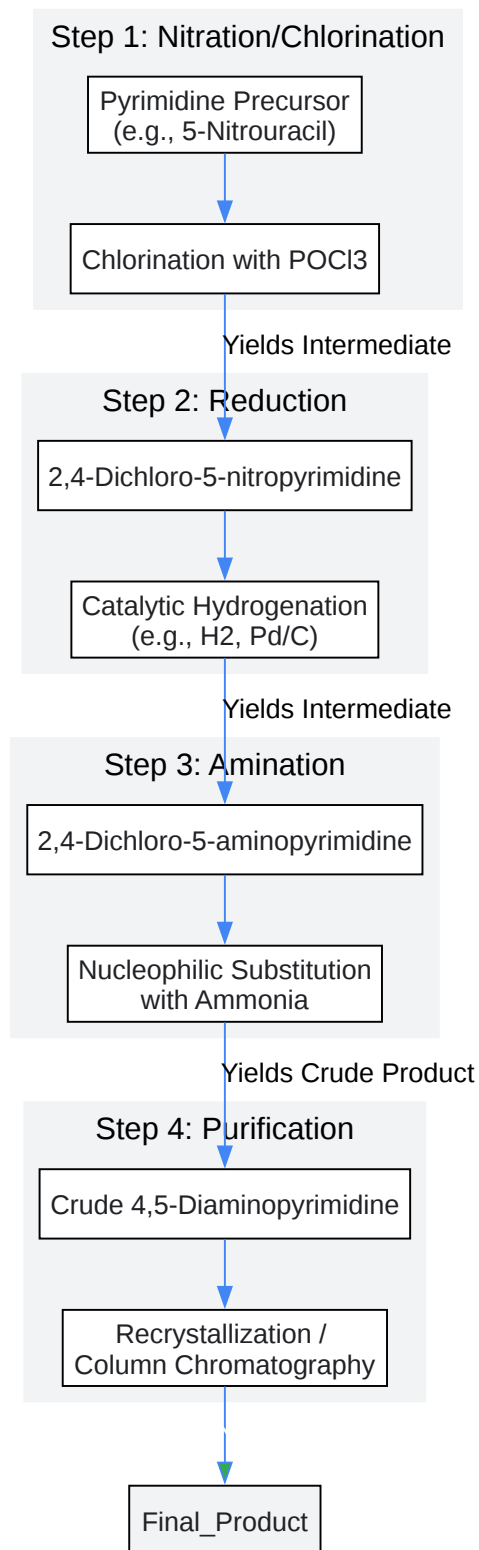 Step 1: Nitration/Chlorination
Pyrimidine Precursor
(e.g., 5-Nitrouracil)
Chlorination with POCl3
Yields Intermediate
Step 2: Reduction
2,4-Dichloro-5-nitropyrimidine
Catalytic Hydrogenation
(e.g., H2, Pd/C)
Yields Intermediate
Step 3: Amination
2,4-Dichloro-5-aminopyrimidine
Nucleophilic Substitution
with Ammonia
Yields Crude Product
Step 4: Purification
Crude 4,5-Diaminopyrimidine
Recrystallization /
Column Chromatography
Final_Product